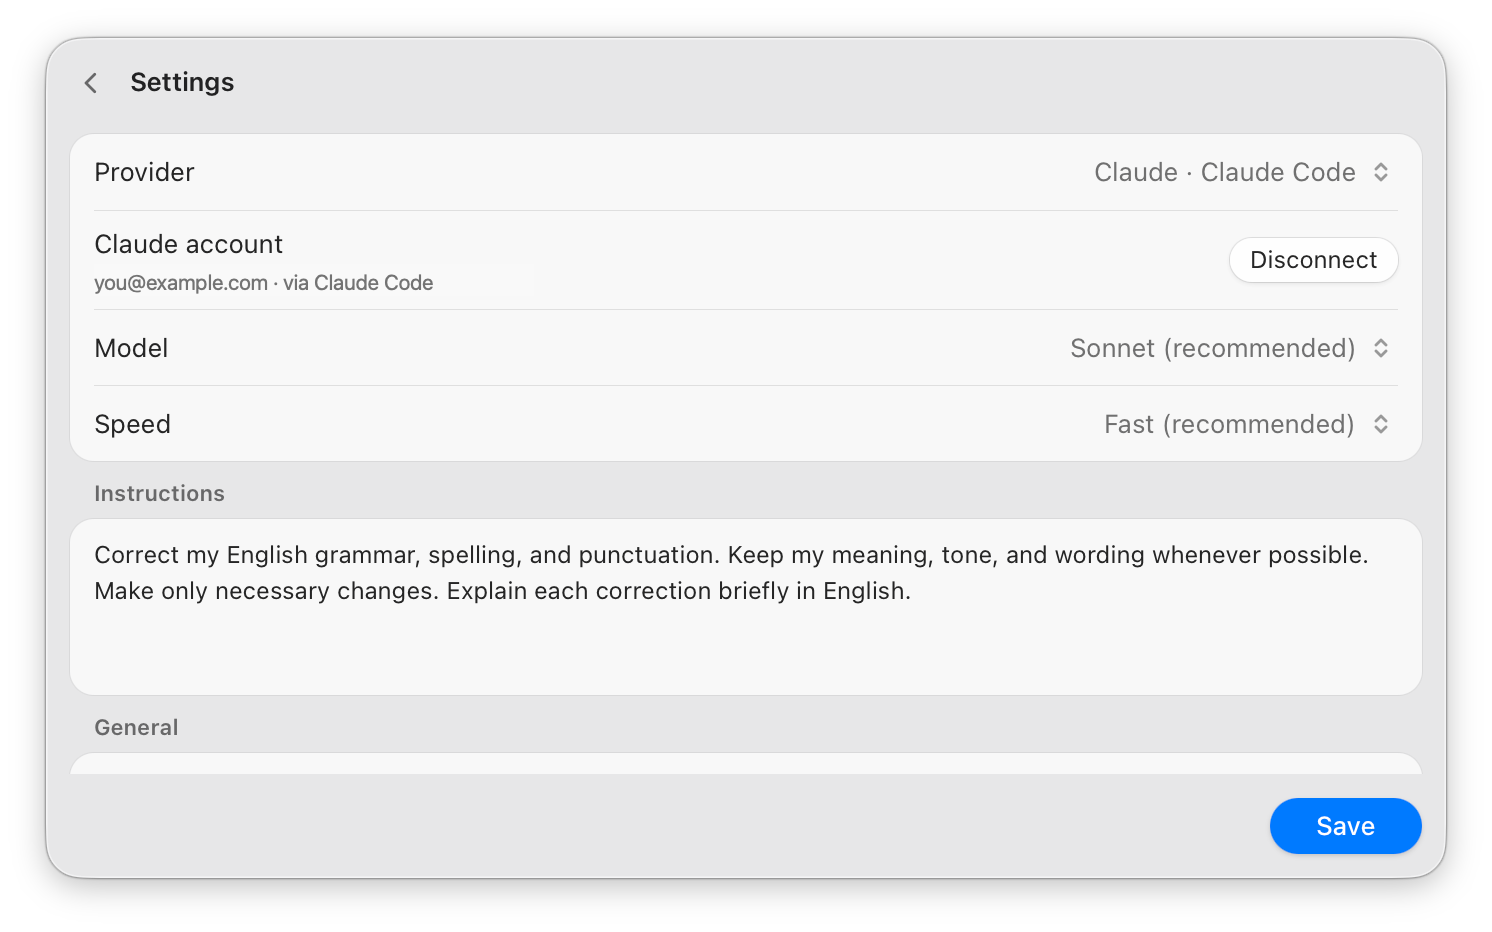 Settings
Provider
Claude · Claude Code
Claude account
you@example.com · via Claude Code
Disconnect
Model
Sonnet (recommended)
Speed
Fast (recommended)
Instructions
Correct my English grammar, spelling, and punctuation. Keep my meaning, tone, and wording whenever possible.
Make only necessary changes. Explain each correction briefly in English.
General
Save